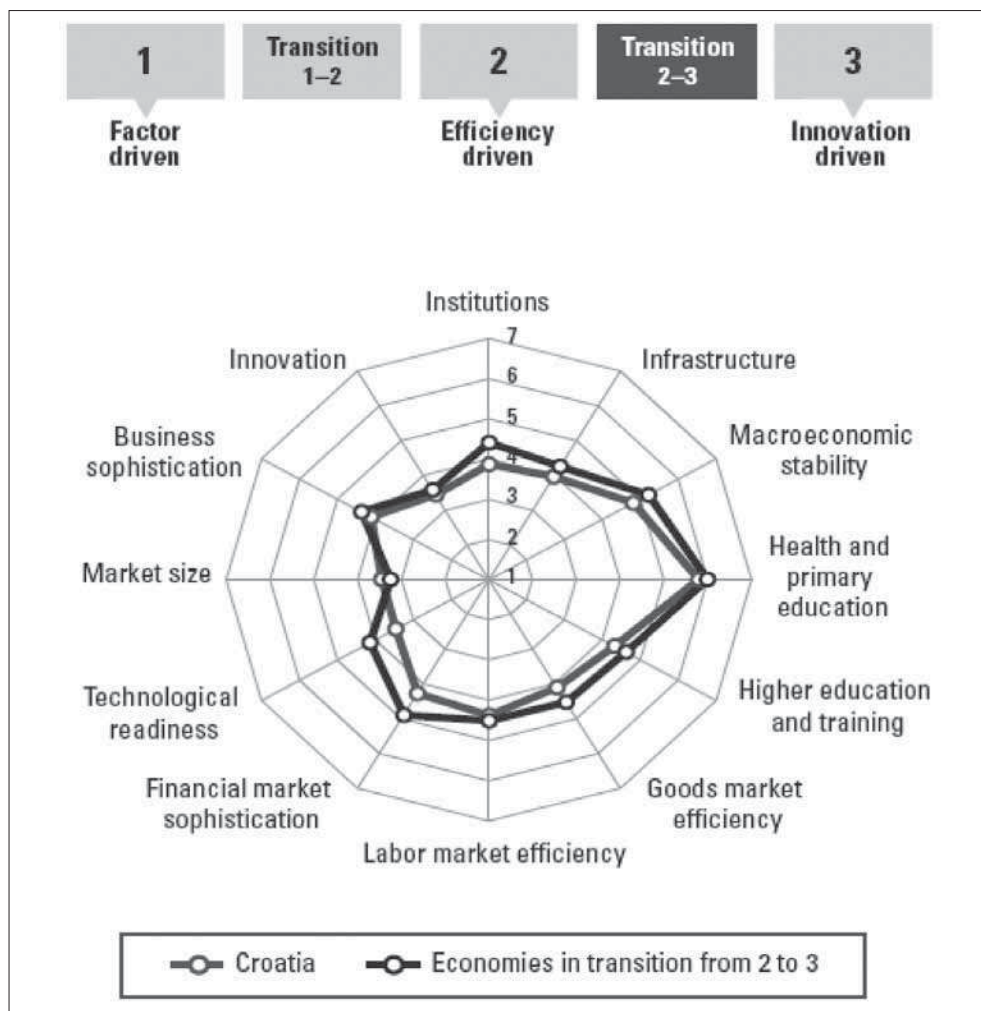 1
Transition
1–2
2
Transition
2–3
3
Factor
driven
Efficiency
driven
Innovation
driven
Institutions
Infrastructure
Macroeconomic
stability
Health and
primary
education
Higher education
and training
Goods market
efficiency
Labor market efficiency
Financial market
sophistication
Technological
readiness
Market size
Business
sophistication
Innovation
7
6
5
4
3
2
1
Croatia
Economies in transition from 2 to 3